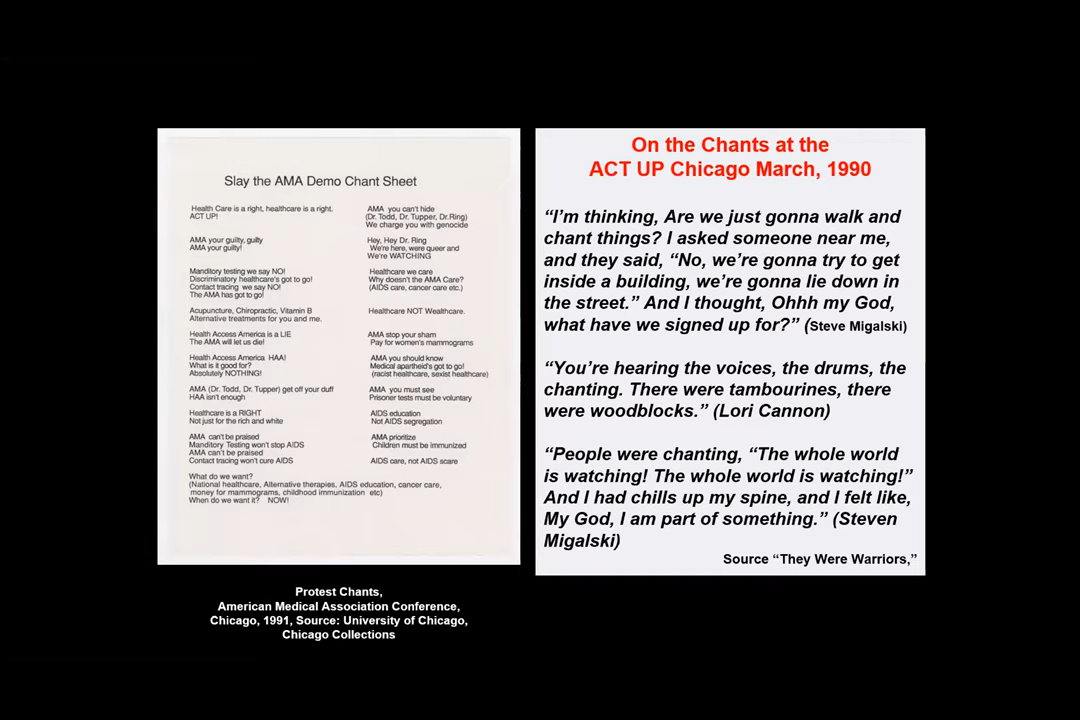 Slay the AMA Demo Chant Sheet
Health Care is a right, healthcare is a right.
ACT UP!
AMA your guilty, guilty
AMA your guilty!
Manditory testing we say NO!
Discriminatory healthcare's got to go!
Contact tracing we say NO!
The AMA has got to go!
Acupuncture, Chiropractic, Vitamin B
Alternative treatments for you and me.
Health Access America is a LIE
The AMA will let us die!
Health Access America HAA!
What is it good for?
Absolutely NOTHING!
AMA (Dr. Todd, Dr. Tupper) get off your duff
HAA isn't enough
Healthcare is a RIGHT
Not just for the rich and white
AMA can't be praised
Manditory Testing won't stop AIDS
AMA can't be praised
Contact tracing won't cure AIDS
What do we want?
(National healthcare, Alternative therapies, AIDS education, cancer care,
money for mammograms, childhood immunization etc)
When do we want it? NOW!
AMA you can't hide
(Dr. Todd, Dr. Tupper, Dr.Ring)
We charge you with genocide
Hey, Hey Dr. Ring
We're here, were queer and
We're WATCHING
Healthcare we care
Why doesn't the AMA Care?
(AIDS care, cancer care etc.)
Healthcare NOT Wealthcare.
AMA stop your sham
Pay for women's mammograms
AMA you should know
Medical apartheid's got to go!
(racist healthcare, sexist healthcare)
AMA you must see
Prisoner tests must be voluntary
AIDS education
Not AIDS segregation
AMA prioritize
Children must be immunized
AIDS care, not AIDS scare
Protest Chants,
American Medical Association Conference,
Chicago, 1991, Source: University of Chicago,
Chicago Collections
On the Chants at the
ACT UP Chicago March, 1990
“I’m thinking, Are we just gonna walk and
chant things? I asked someone near me,
and they said, “No, we’re gonna try to get
inside a building, we’re gonna lie down in
the street.” And I thought, Ohhh my God,
what have we signed up for?” (Steve Migalski)
“You’re hearing the voices, the drums, the
chanting. There were tambourines, there
were woodblocks.” (Lori Cannon)
“People were chanting, “The whole world
is watching! The whole world is watching!”
And I had chills up my spine, and I felt like,
My God, I am part of something.” (Steven
Migalski)
Source “They Were Warriors,”